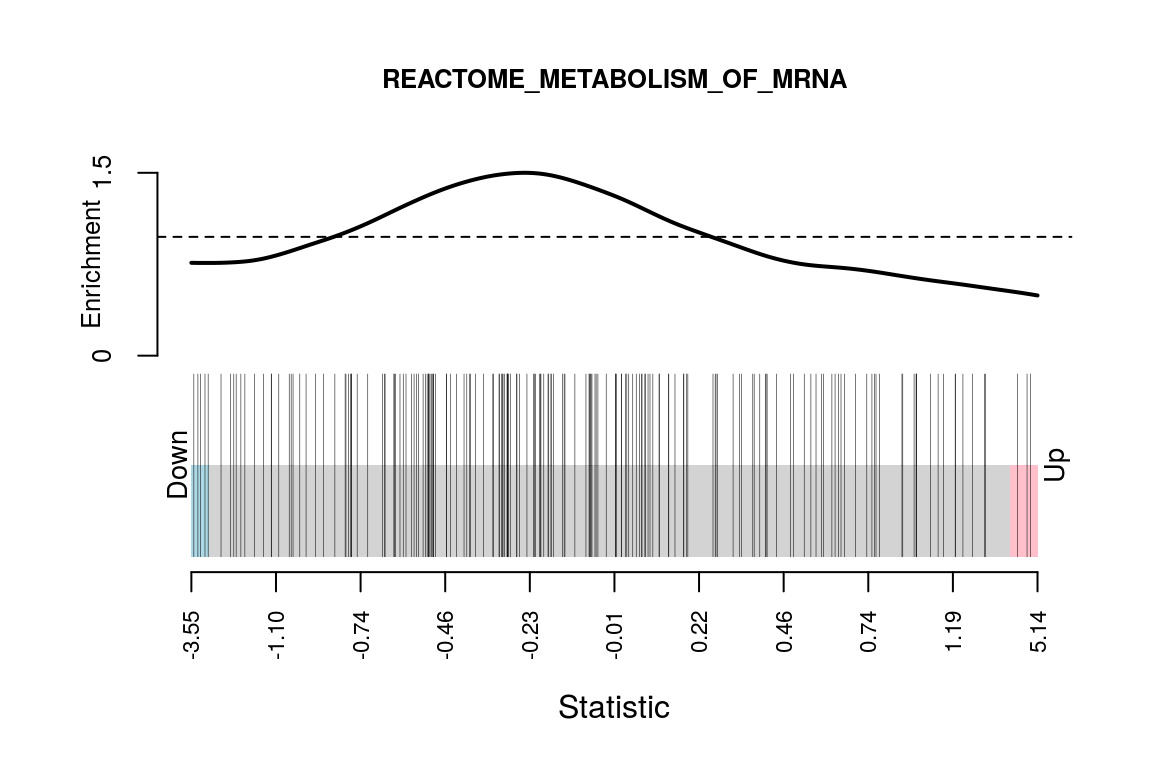 REACTOME_METABOLISM_OF_MRNA
1.5
Enrichment
0
Down
Up
-3.55
-1.10
-0.74
-0.46
-0.23
-0.01
0.22
0.46
0.74
1.19
5.14
Statistic